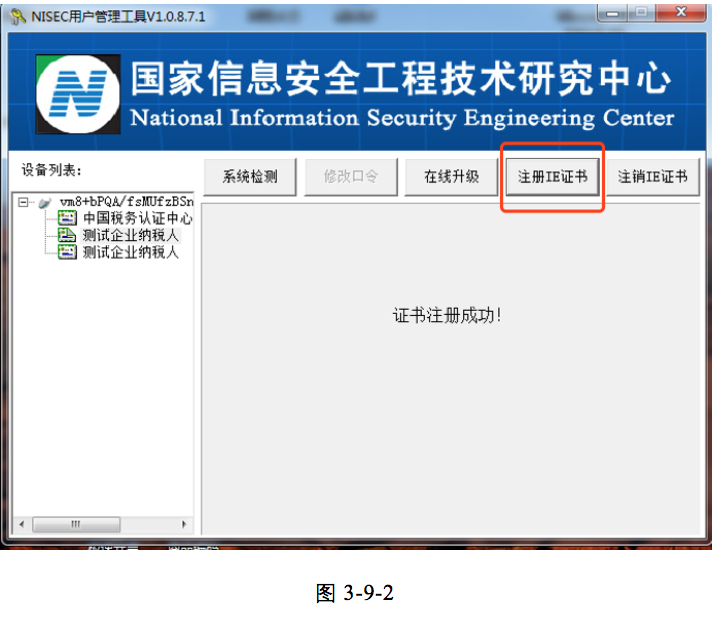 NISEC用户管理工具V1.0.8.7.1
国家信息安全工程技术研究中心
National Information Security Engineering Center
设备列表:
系统检测
修改口令
在线升级
注册IE证书
注销IE证书
vm8+bPQA/fsMUfzBSn
中国税务认证中心
测试企业纳税人
测试企业纳税人
证书注册成功!
图 3-9-2